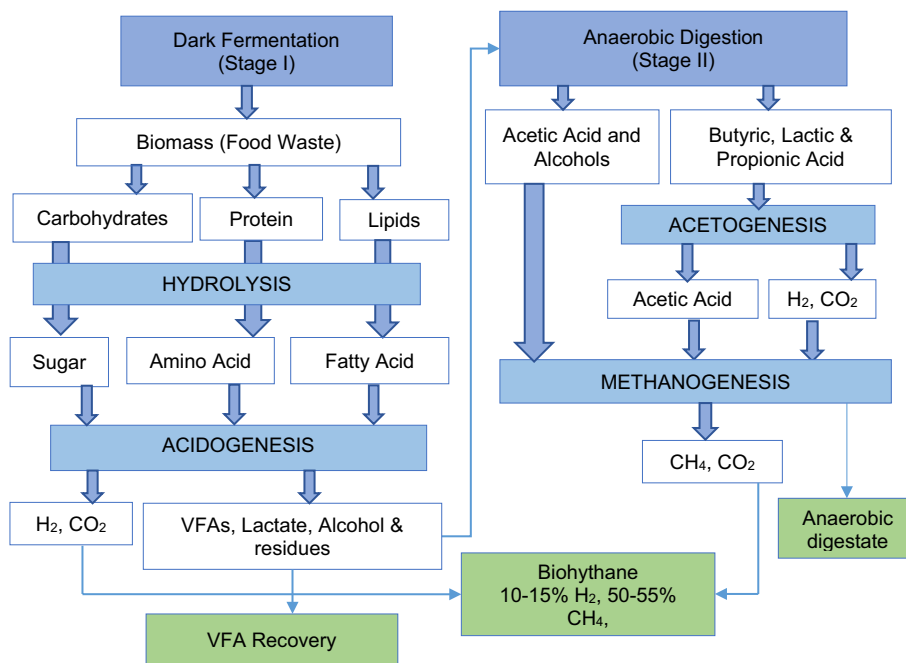 Dark Fermentation
(Stage I)
Biomass (Food Waste)
Carbohydrates
Protein
Lipids
HYDROLYSIS
Sugar
Amino Acid
Fatty Acid
ACIDOGENESIS
H₂, CO₂
VFAs, Lactate, Alcohol &
residues
VFA Recovery
Anaerobic Digestion
(Stage II)
Acetic Acid and
Alcohols
Butyric, Lactic &
Propionic Acid
ACETOGENESIS
Acetic Acid
H₂, CO₂
METHANOGENESIS
CH₄, CO₂
Anaerobic
digestate
Biohythane
10-15% H₂, 50-55%
CH₄,